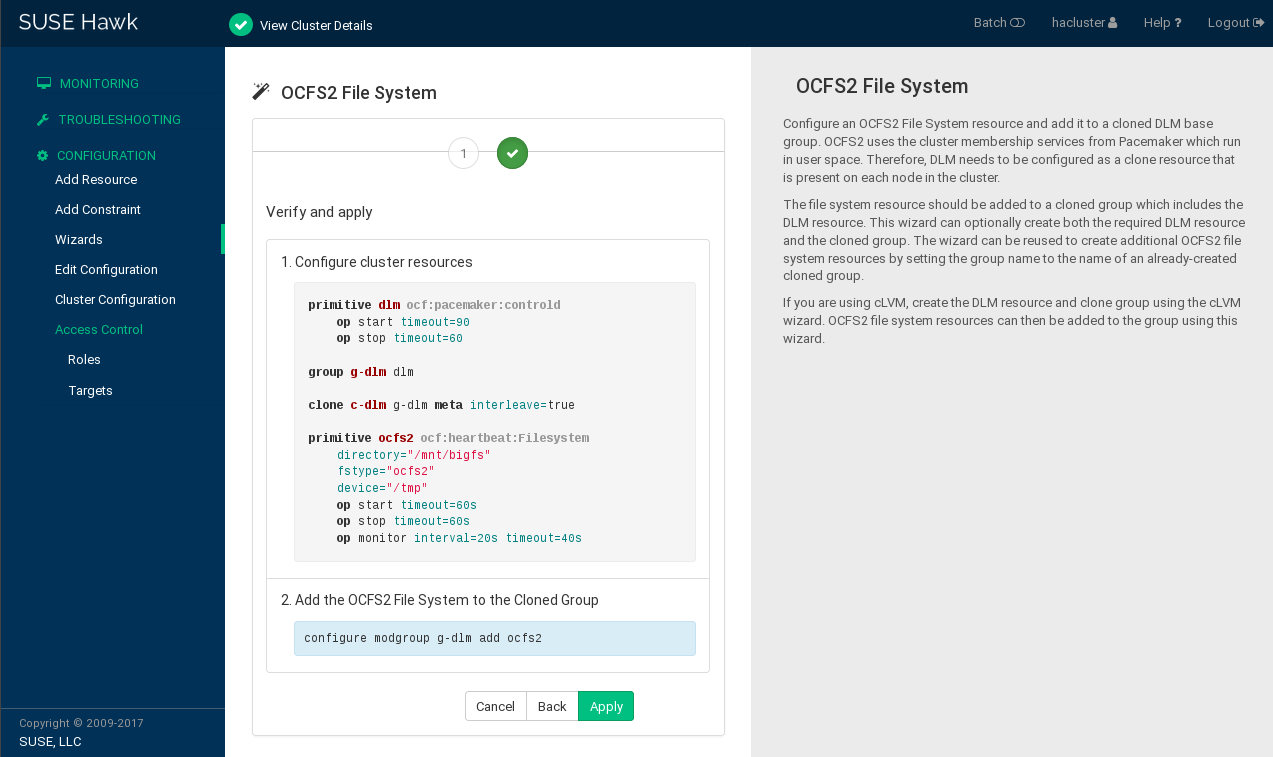 SUSE Hawk
View Cluster Details
Batch
hacluster
Help ?
Logout
MONITORING
TROUBLESHOOTING
CONFIGURATION
Add Resource
Add Constraint
Wizards
Edit Configuration
Cluster Configuration
Access Control
Roles
Targets
Copyright © 2009-2017
SUSE, LLC
OCFS2 File System
1
Verify and apply
1. Configure cluster resources
primitive dlm ocf:pacemaker:controld
op start timeout=90
op stop timeout=60
group g-dlm dlm
clone c-dlm g-dlm meta interleave=true
primitive ocfs2 ocf:heartbeat:Filesystem
directory="/mnt/bigfs"
fstype="ocfs2"
device="/tmp"
op start timeout=60s
op stop timeout=60s
op monitor interval=20s timeout=40s
2. Add the OCFS2 File System to the Cloned Group
configure modgroup g-dlm add ocfs2
Cancel
Back
Apply
OCFS2 File System
Configure an OCFS2 File System resource and add it to a cloned DLM base
group. OCFS2 uses the cluster membership services from Pacemaker which run
in user space. Therefore, DLM needs to be configured as a clone resource that
is present on each node in the cluster.
The file system resource should be added to a cloned group which includes the
DLM resource. This wizard can optionally create both the required DLM resource
and the cloned group. The wizard can be reused to create additional OCFS2 file
system resources by setting the group name to the name of an already-created
cloned group.
If you are using cLVM, create the DLM resource and clone group using the cLVM
wizard. OCFS2 file system resources can then be added to the group using this
wizard.